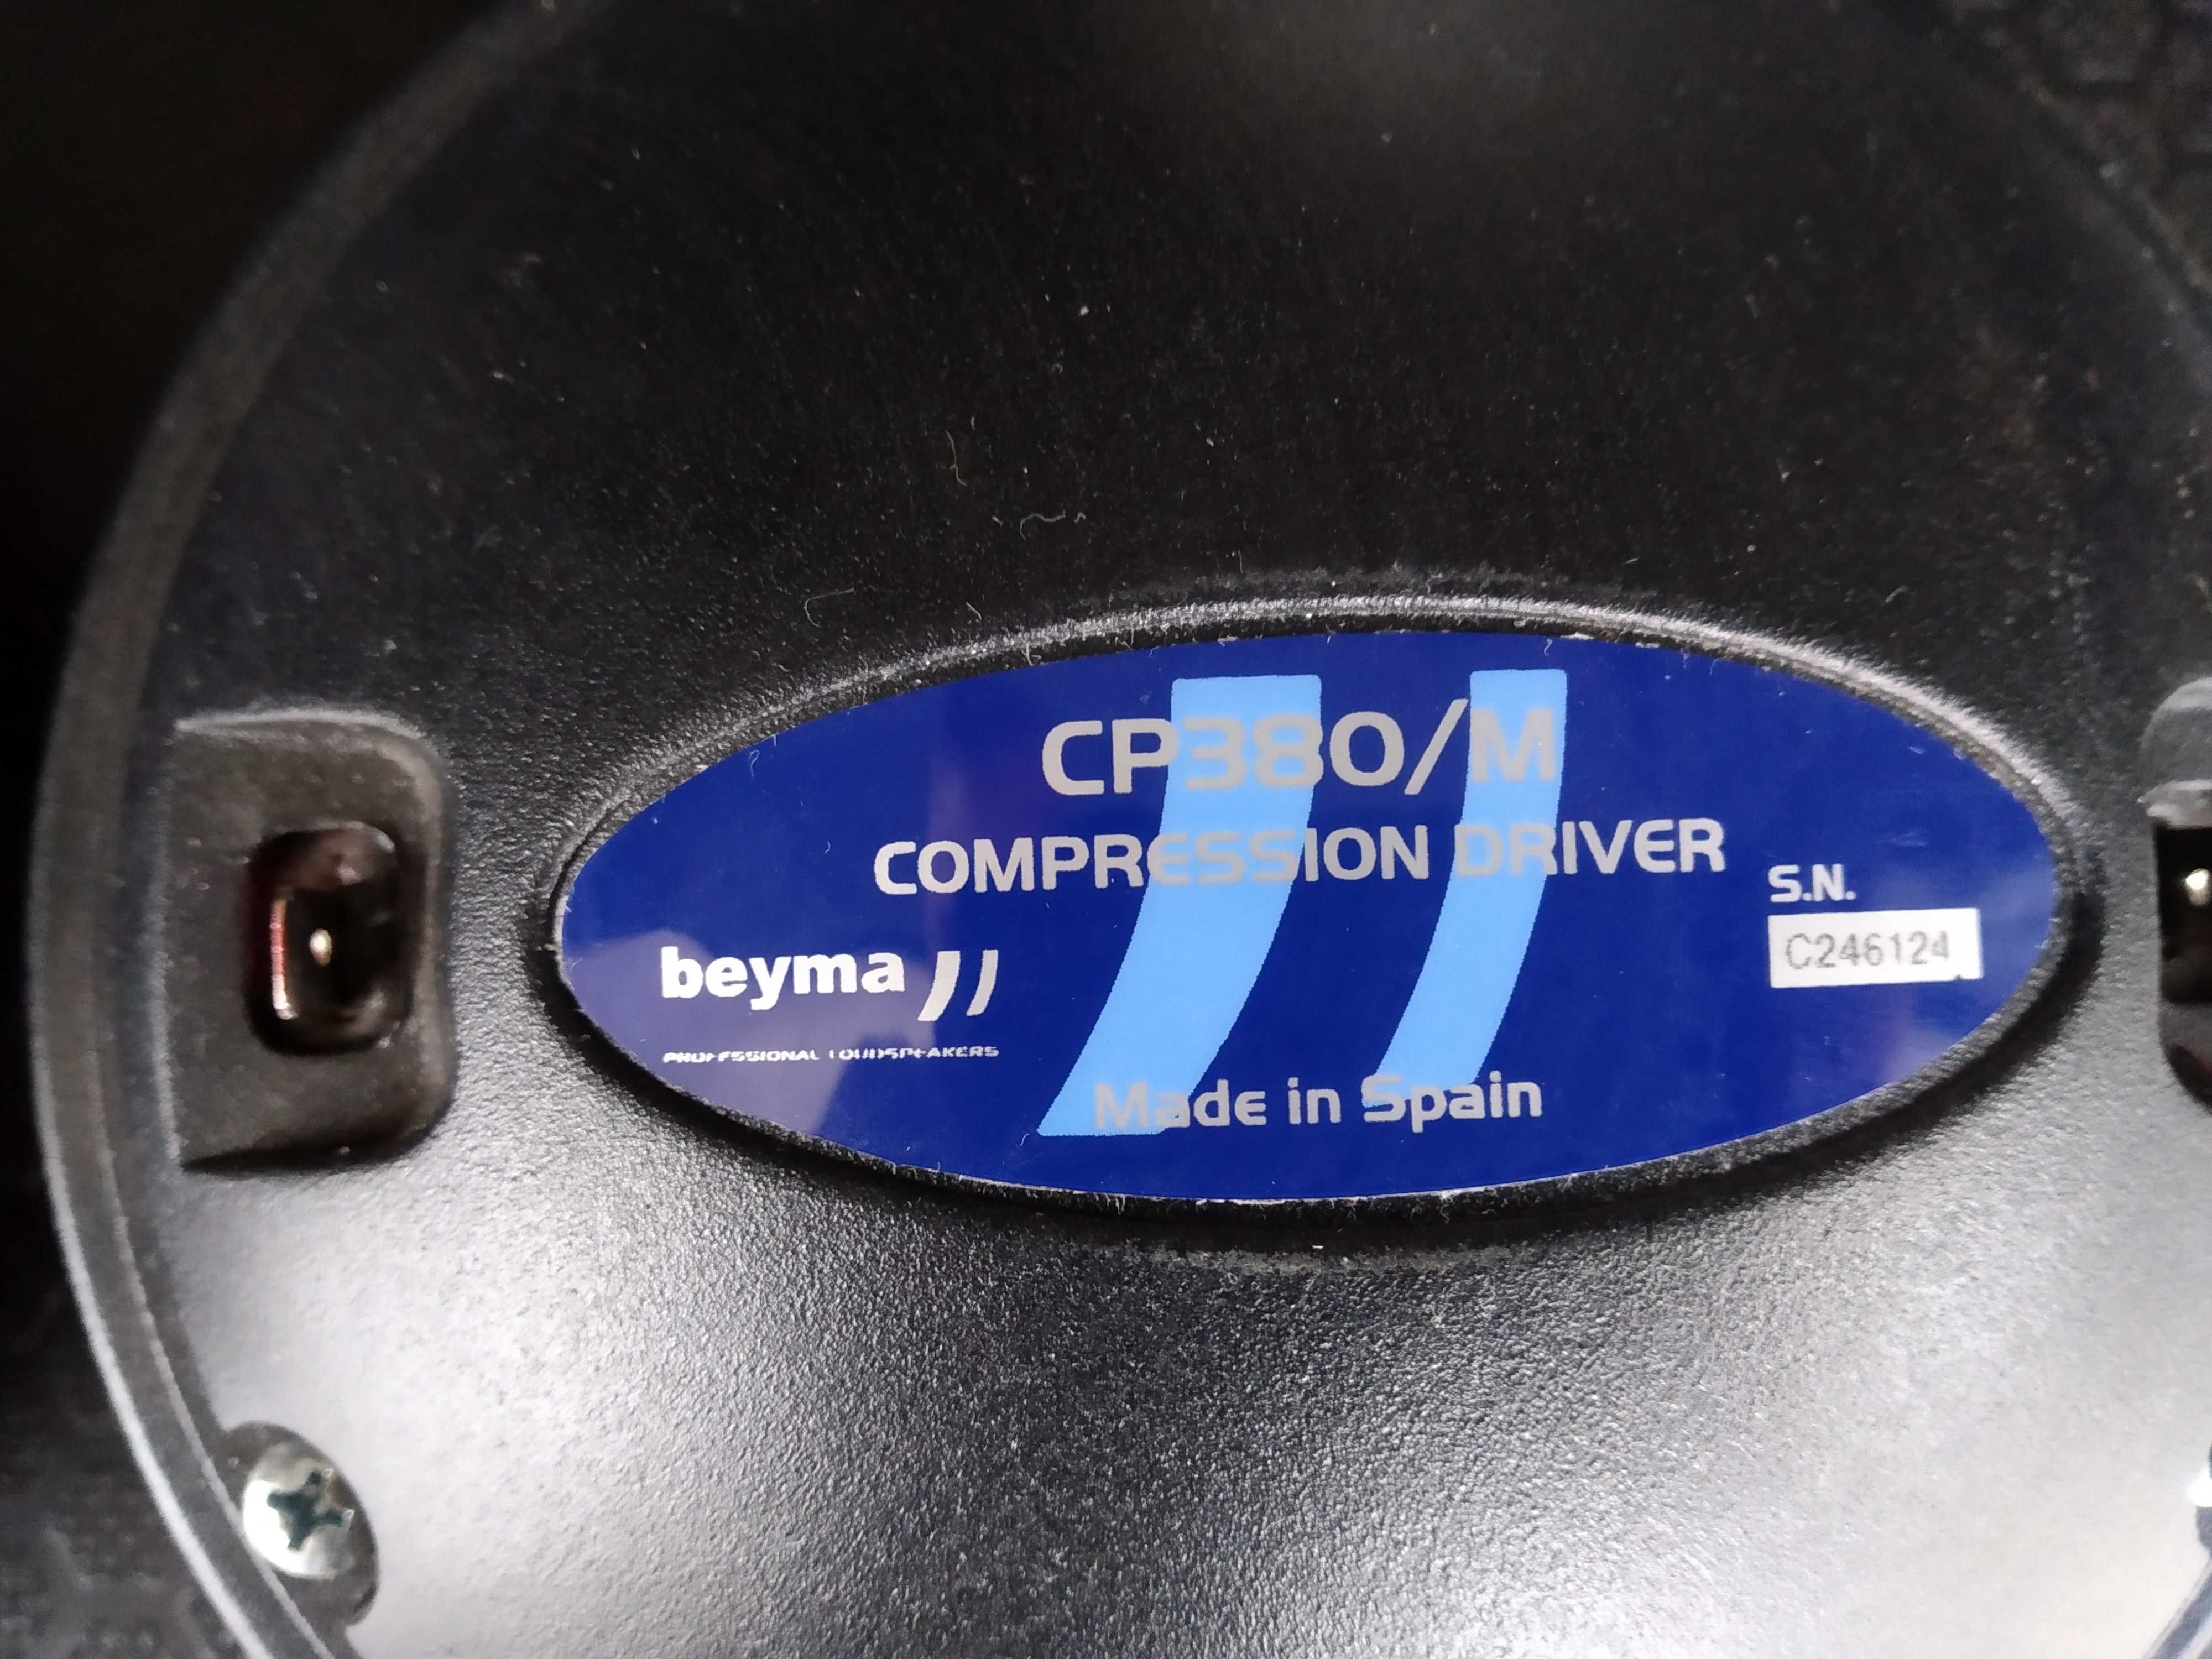 CP380/M
COMPRESSION DRIVER
S.N.
C246124
beyma
PROFESSIONAL LOUDSPEAKERS
Made in Spain